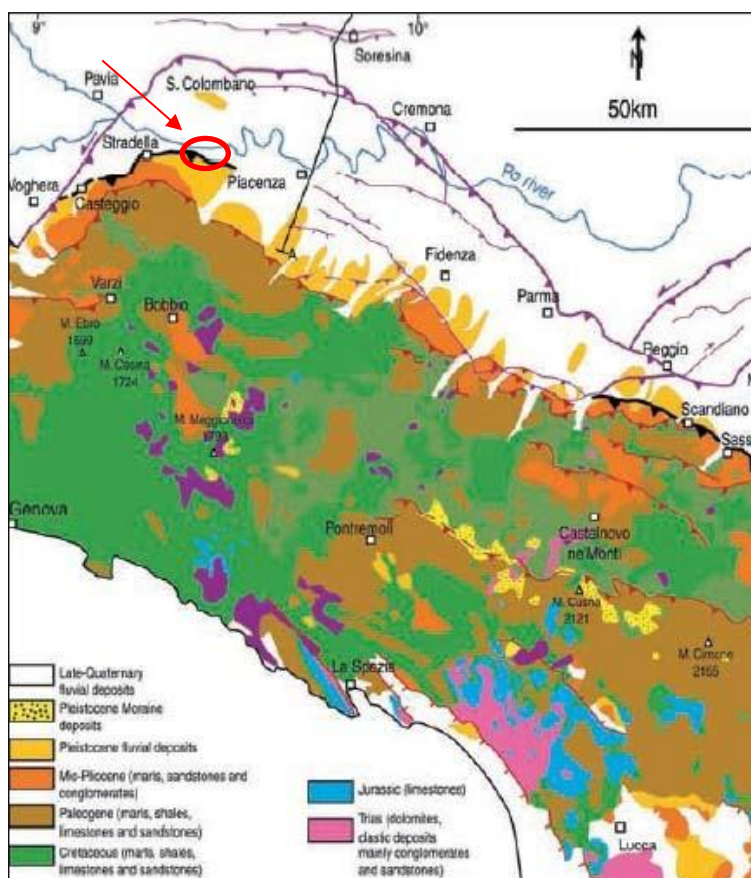 9°
10°
Soresina
N
Pavia
S. Colombano
Cremona
50km
Stradella
Piacenza
Po river
Voghera
Casteggio
Fidenza
Varzi
Bobbio
Parma
M. Ebro
1699
M. Cosina
1724
Reggio
Scandiano
Sass
Genova
Pontremoli
Castelnovo
ne'Monti
M. Cusna
2121
M. Cimone
2165
La Spezia
Lucca
Late-Quaternary
fluvial deposits
Pleistocene Moraine
deposits
Pleistocene fluvial deposits
Mio-Pliocene (marls, sandstones and
conglomerates)
Paleogene (marls, shales,
limestones and sandstones)
Cretaceous (marls, shales,
limestones and sandstones)
Jurassic (limestones)
Trias (dolomites,
clastic deposits
mainly conglomerates
and sandstones)